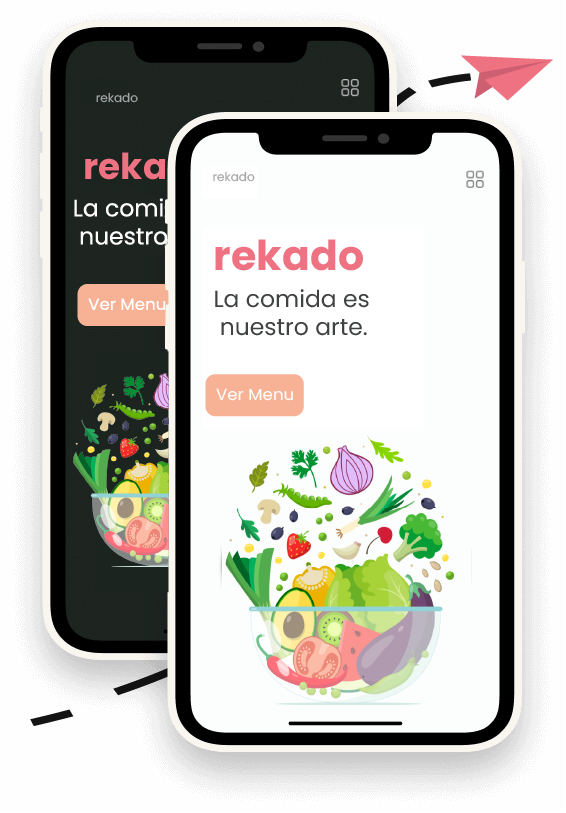 rekado
reka
La comi
nuestro
Ver Menu
rekado
rekado
La comida es
nuestro arte.
Ver Menu